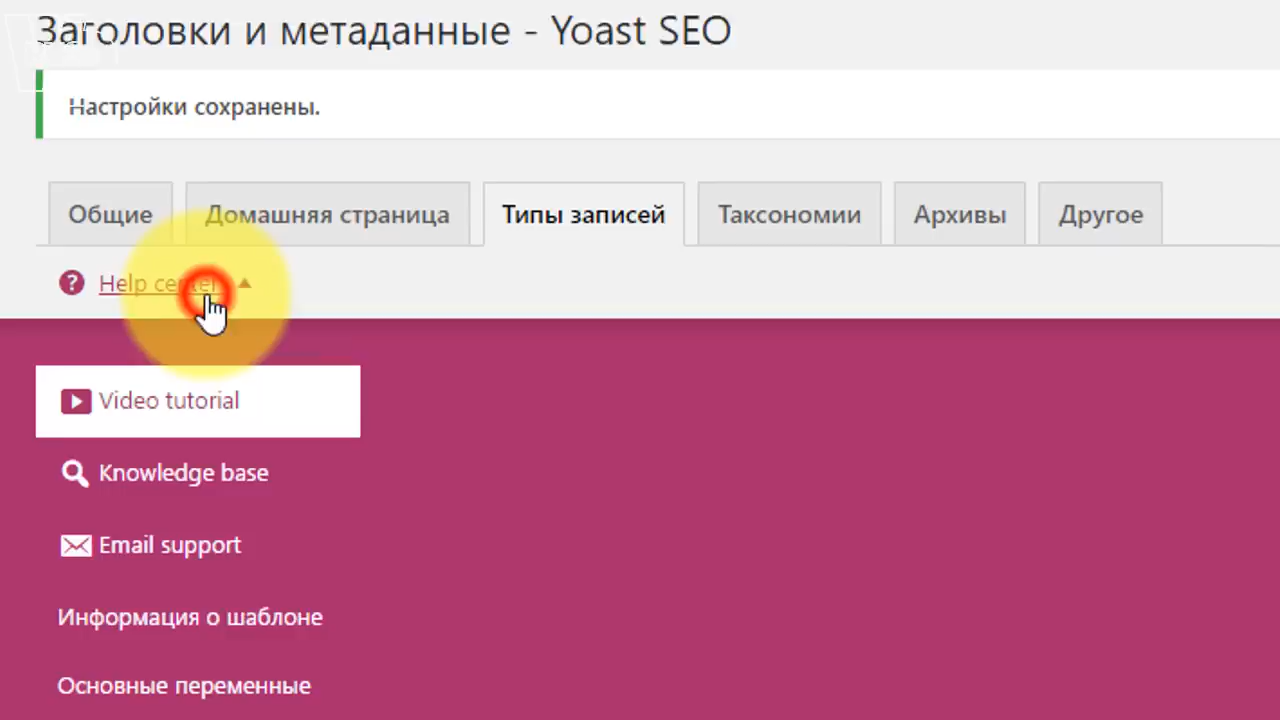 Заголовки и метаданные - Yoast SEO
Настройки сохранены.
Общие Домашняя страница Типы записей Таксономии Архивы Другое
Help center
Video tutorial
Knowledge base
Email support
Информация о шаблоне
Основные переменные